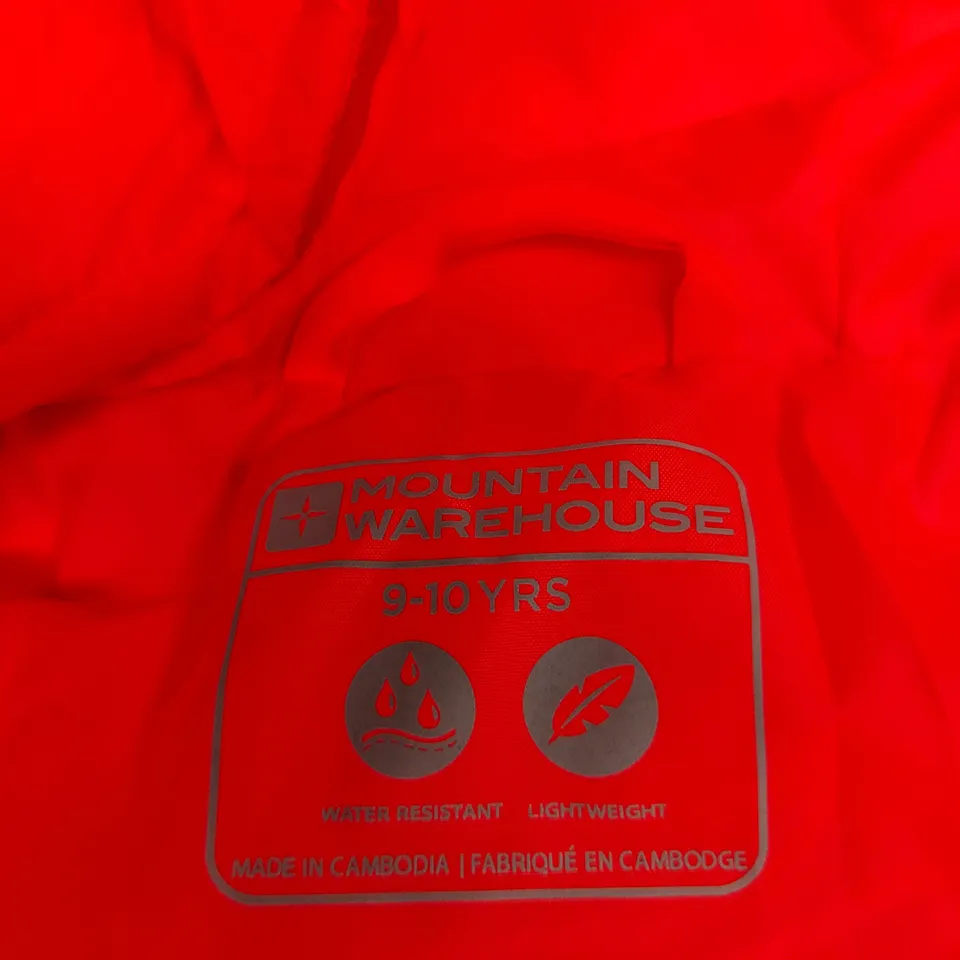 MOUNTAIN
WAREHOUSE
9-10 YRS
WATER RESISTANT LIGHTWEIGHT
MADE IN CAMBODIA | FABRIQUÉ EN CAMBODGE